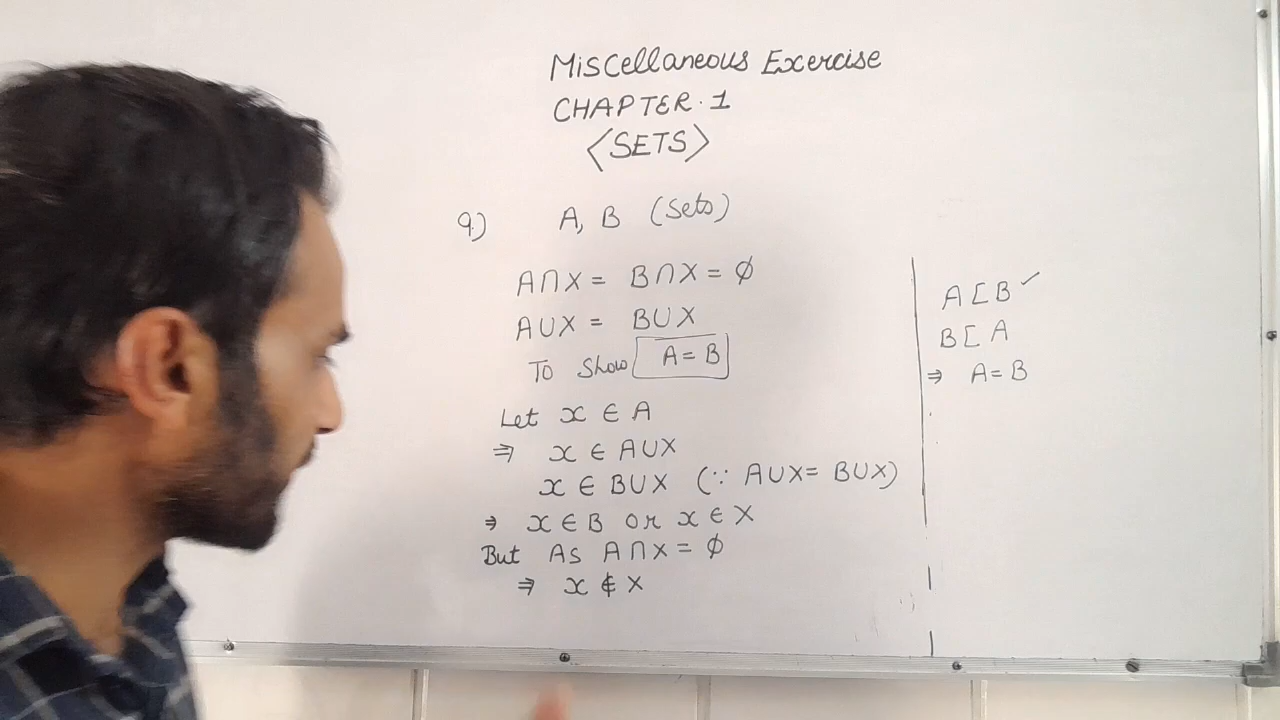 Miscellaneous Exercise
CHAPTER.1
<SETS>
9.) A, B (Sets)
A∩X = B∩X = ∅
A∪X = B∪X
To Show A=B
Let x ∈ A
⇒ x ∈ A∪X
x ∈ B∪X (∵ A∪X= B∪X)
⇒ x ∈ B or x ∈ X
But As A∩X = ∅
⇒ x ∉ X
A ⊏ B ✓
B ⊏ A
⇒ A=B